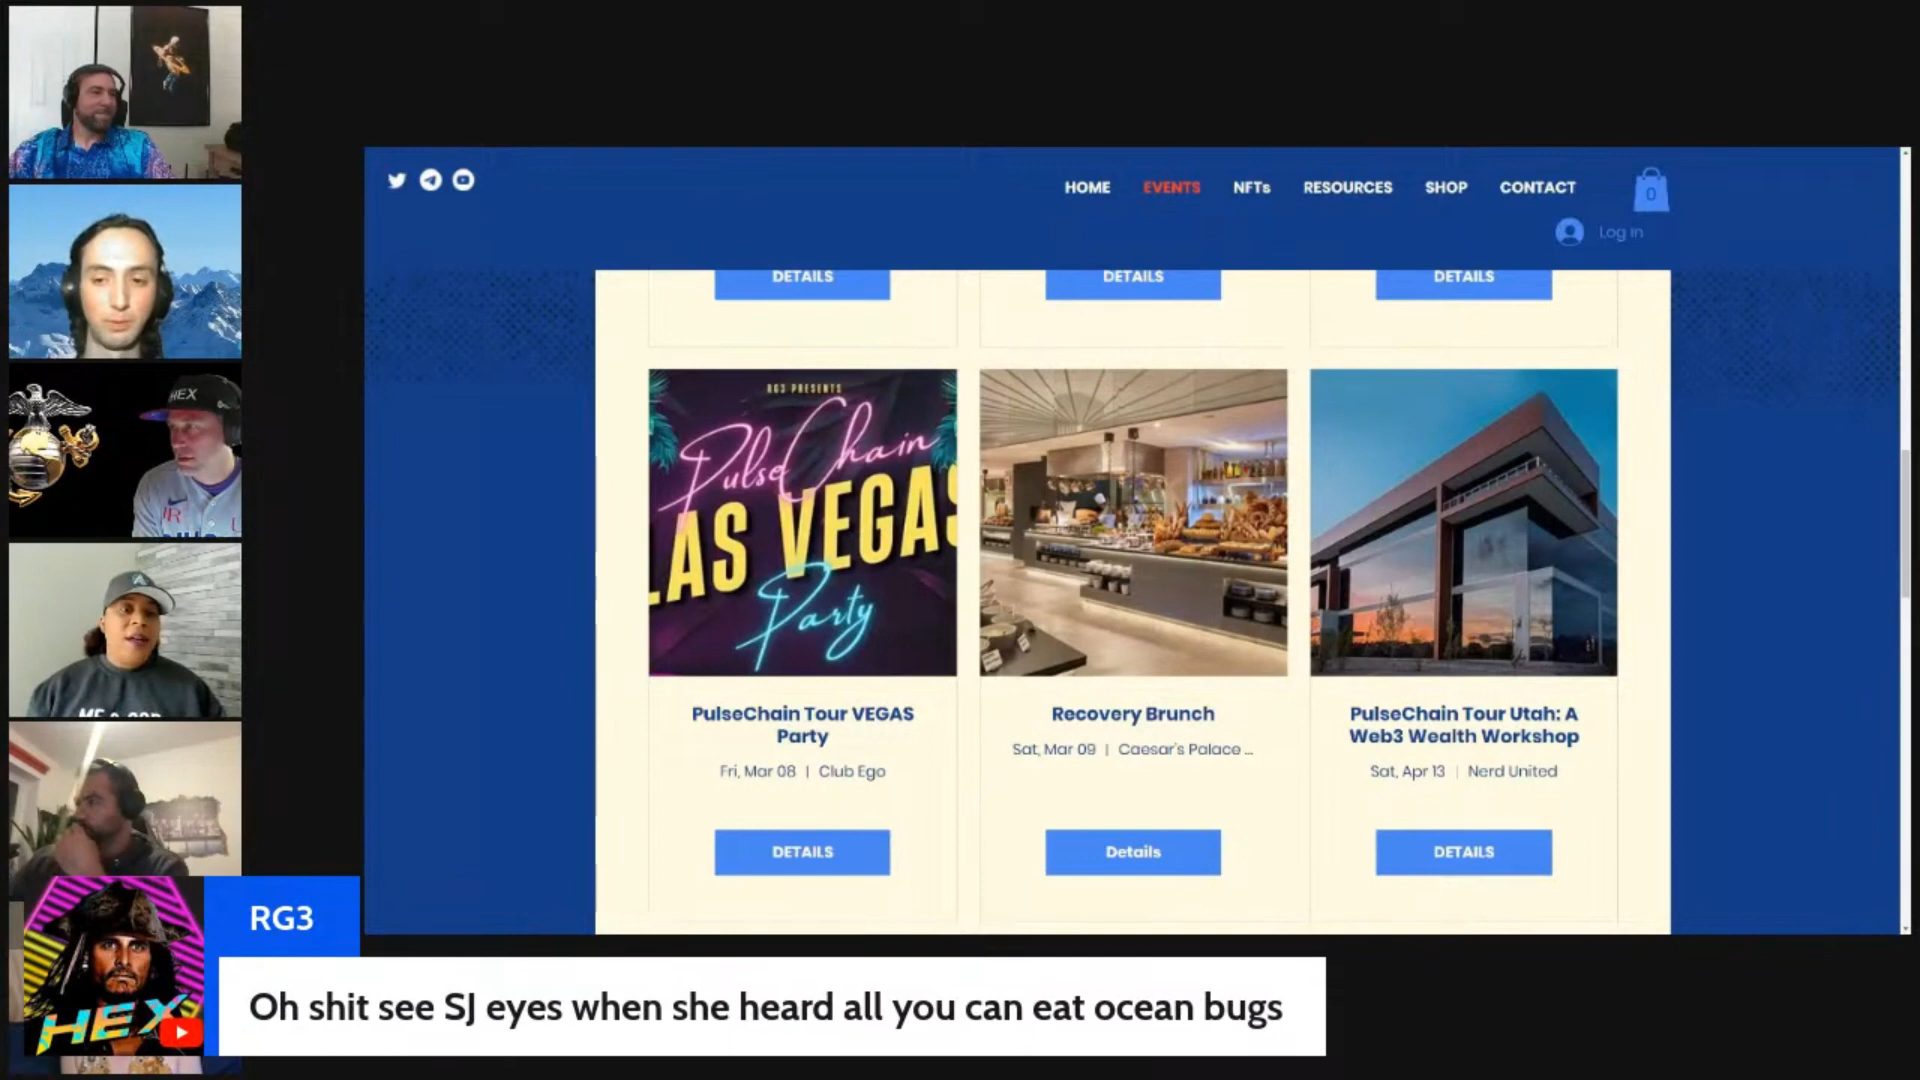 HOME EVENTS NFTs RESOURCES SHOP CONTACT
0
Log in
DETAILS DETAILS DETAILS
RG3 PRESENTS
PulseChain
LAS VEGAS
Party
PulseChain Tour VEGAS
Party
Fri, Mar 08 | Club Ego
DETAILS
Recovery Brunch
Sat, Mar 09 | Caesar's Palace ...
Details
PulseChain Tour Utah: A
Web3 Wealth Workshop
Sat, Apr 13 | Nerd United
DETAILS
HEX
HEX
RG3
Oh shit see SJ eyes when she heard all you can eat ocean bugs